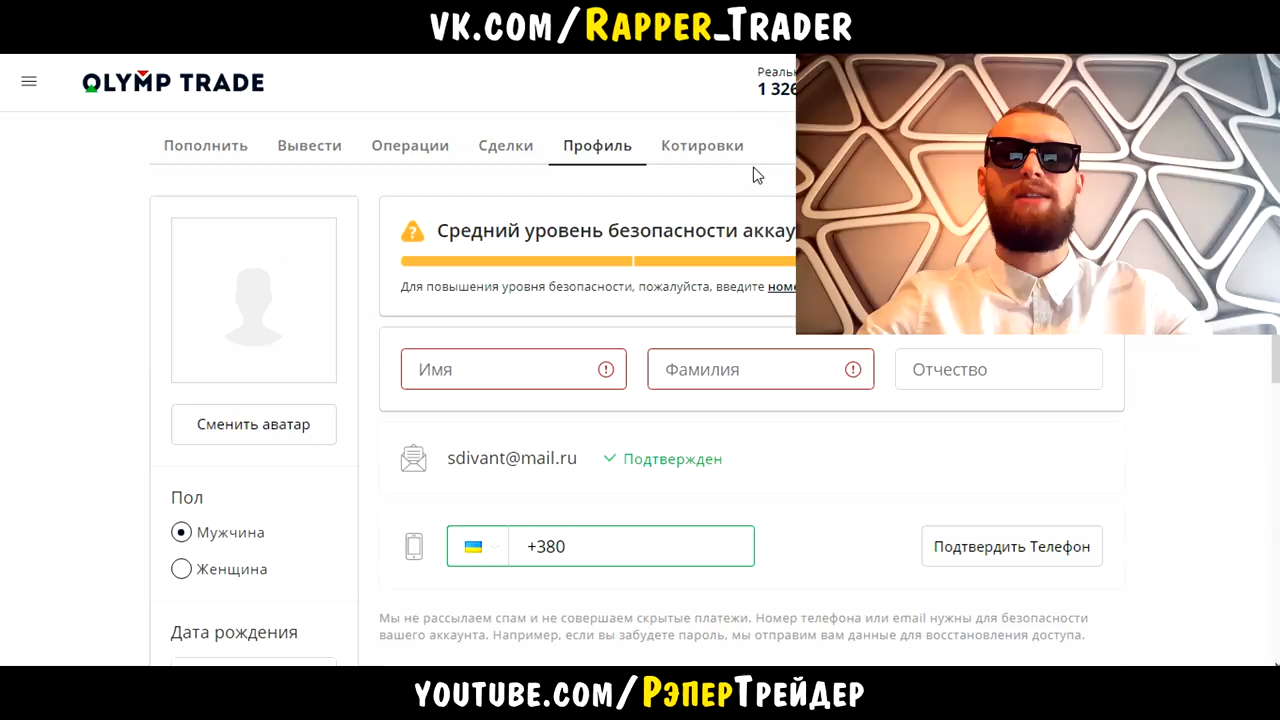 vk.com/Rapper_Trader
OLYMP TRADE
Реаль
1 326
Пополнить Вывести Операции Сделки Профиль Котировки
Средний уровень безопасности аккау
Для повышения уровня безопасности, пожалуйста, введите номе
Имя Фамилия Отчество
Сменить аватар
sdivant@mail.ru Подтвержден
Пол
Мужчина
Женщина
+380 Подтвердить Телефон
Дата рождения
Мы не рассылаем спам и не совершаем скрытые платежи. Номер телефона или email нужны для безопасности
вашего аккаунта. Например, если вы забудете пароль, мы отправим вам данные для восстановления доступа.
youtube.com/РэперТрейдер